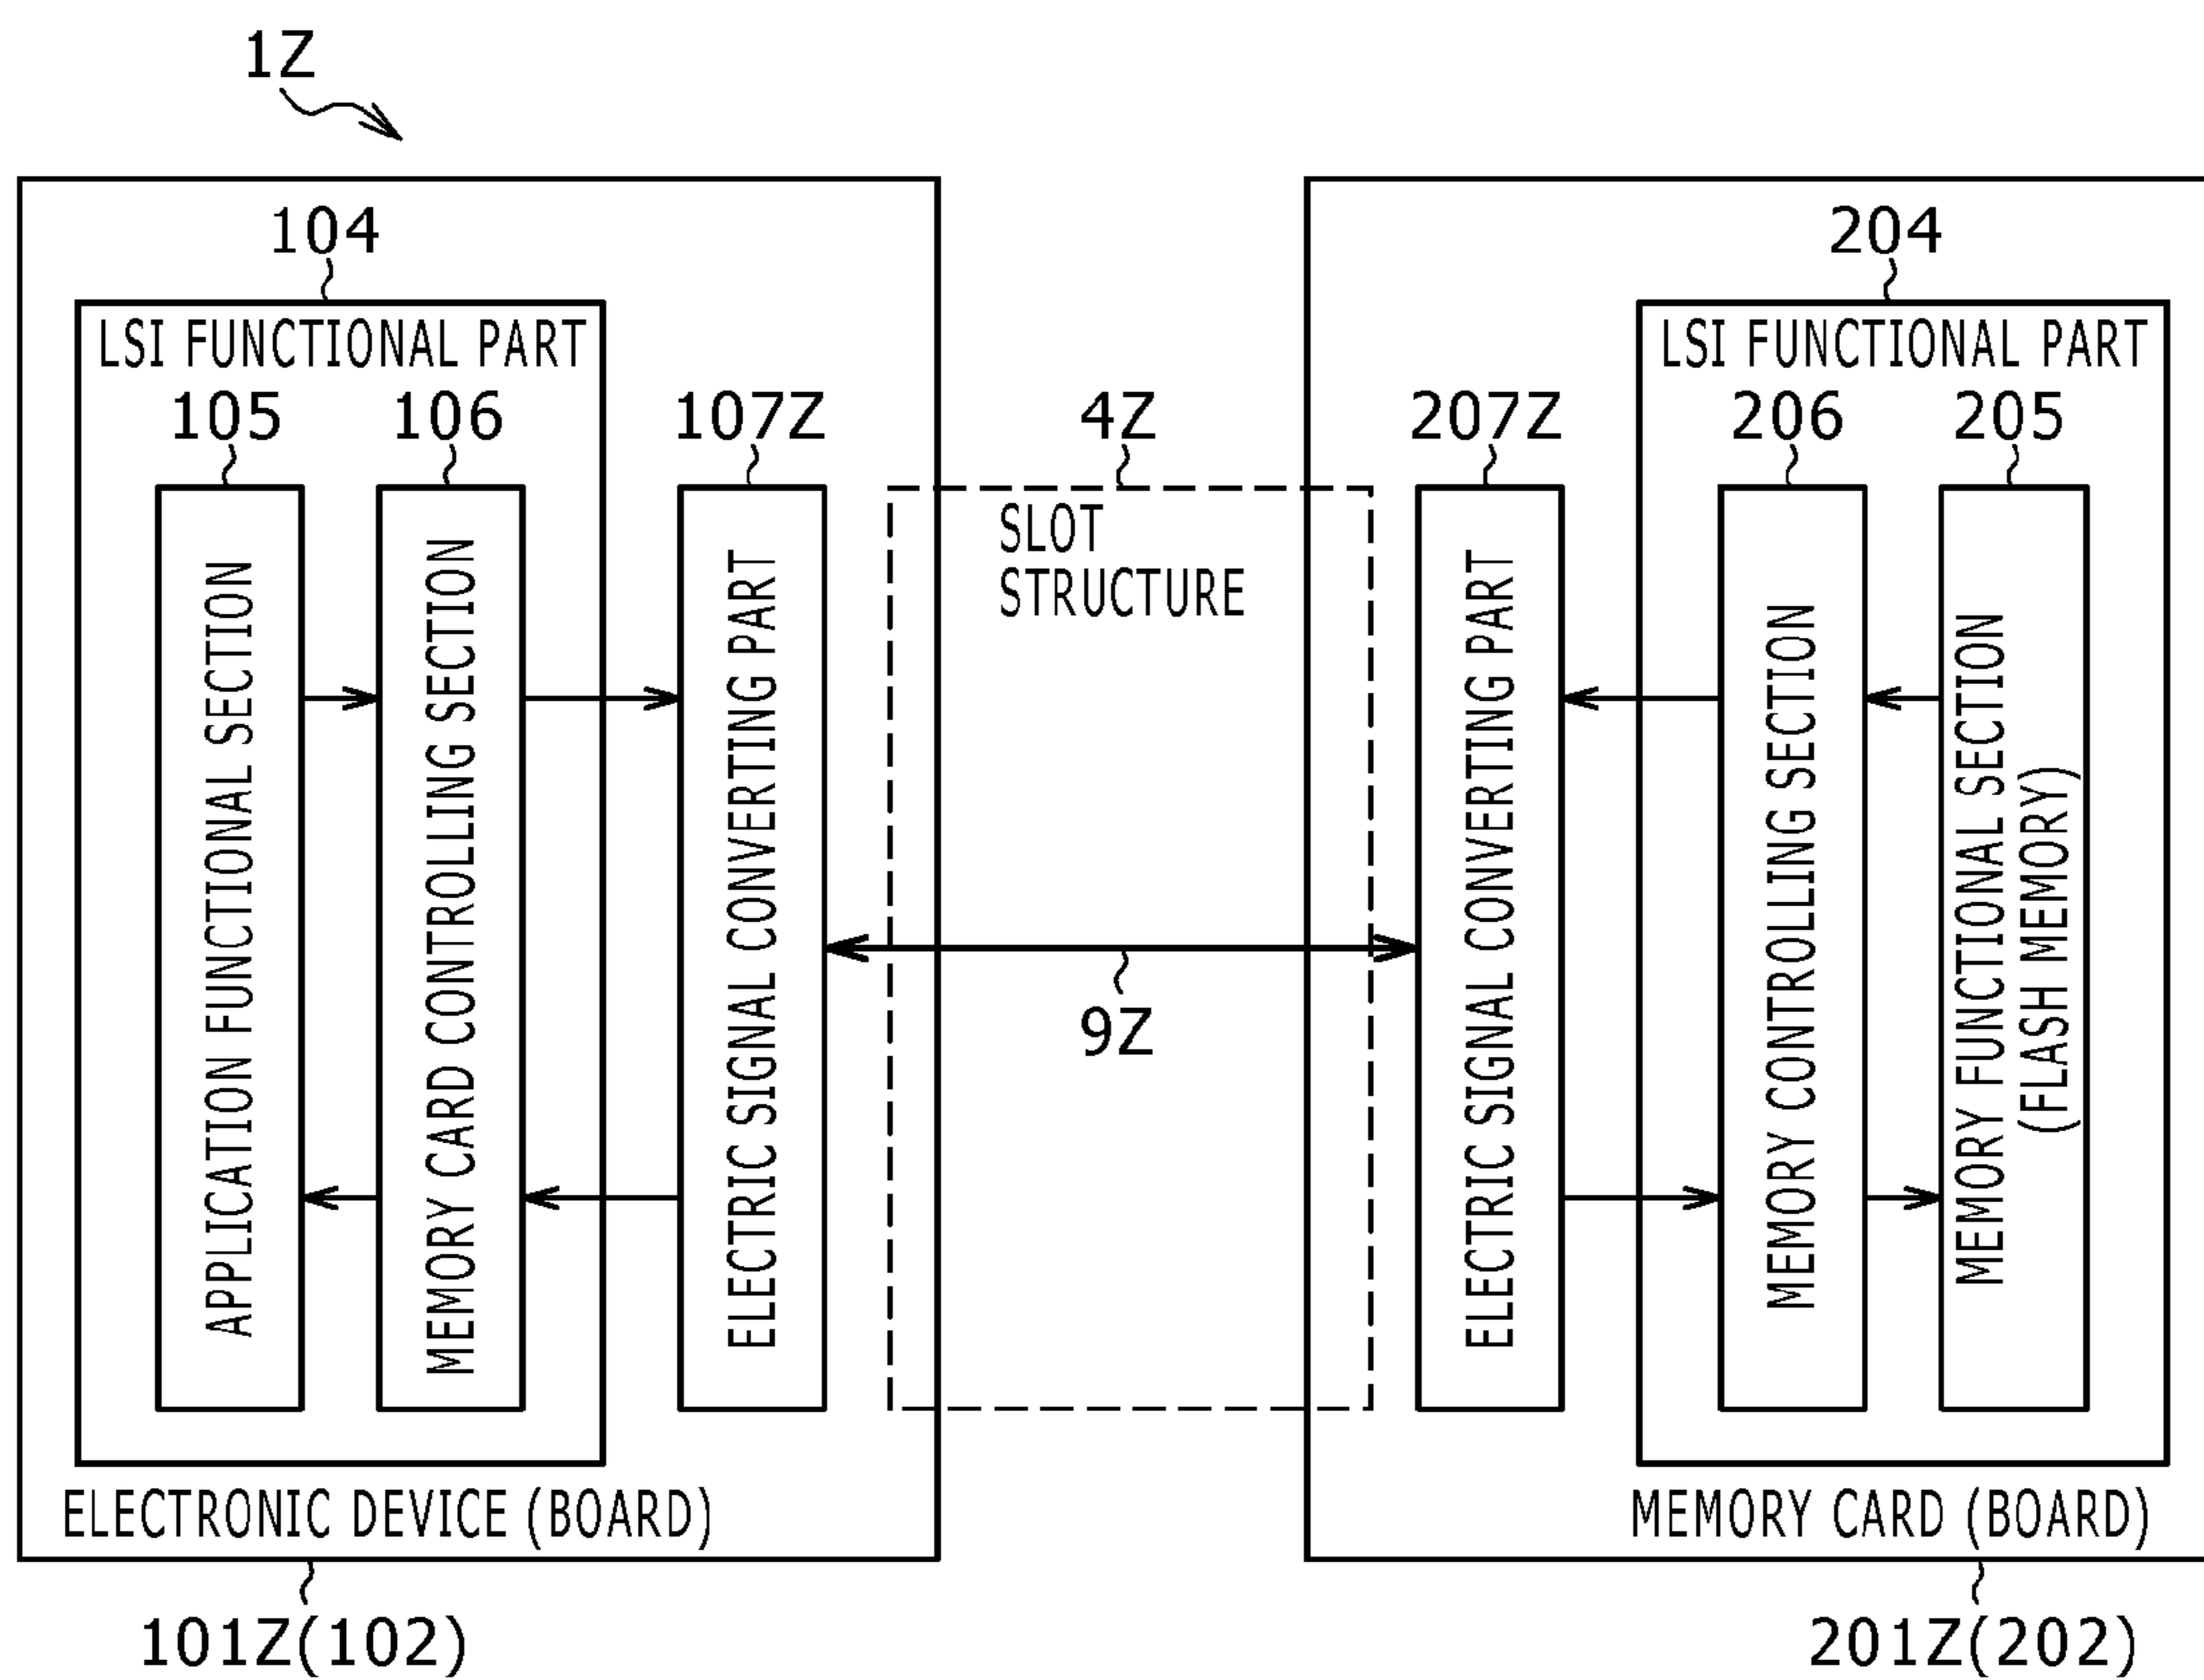 1Z
104
204
LSI FUNCTIONAL PART
LSI FUNCTIONAL PART
105
106
107Z
4Z
207Z
206
205
APPLICATION FUNCTIONAL SECTION
MEMORY CARD CONTROLLING SECTION
ELECTRIC SIGNAL CONVERTING PART
SLOT
STRUCTURE
9Z
ELECTRIC SIGNAL CONVERTING PART
MEMORY CONTROLLING SECTION
MEMORY FUNCTIONAL SECTION
(FLASH MEMORY)
ELECTRONIC DEVICE (BOARD)
MEMORY CARD (BOARD)
101Z(102)
201Z(202)